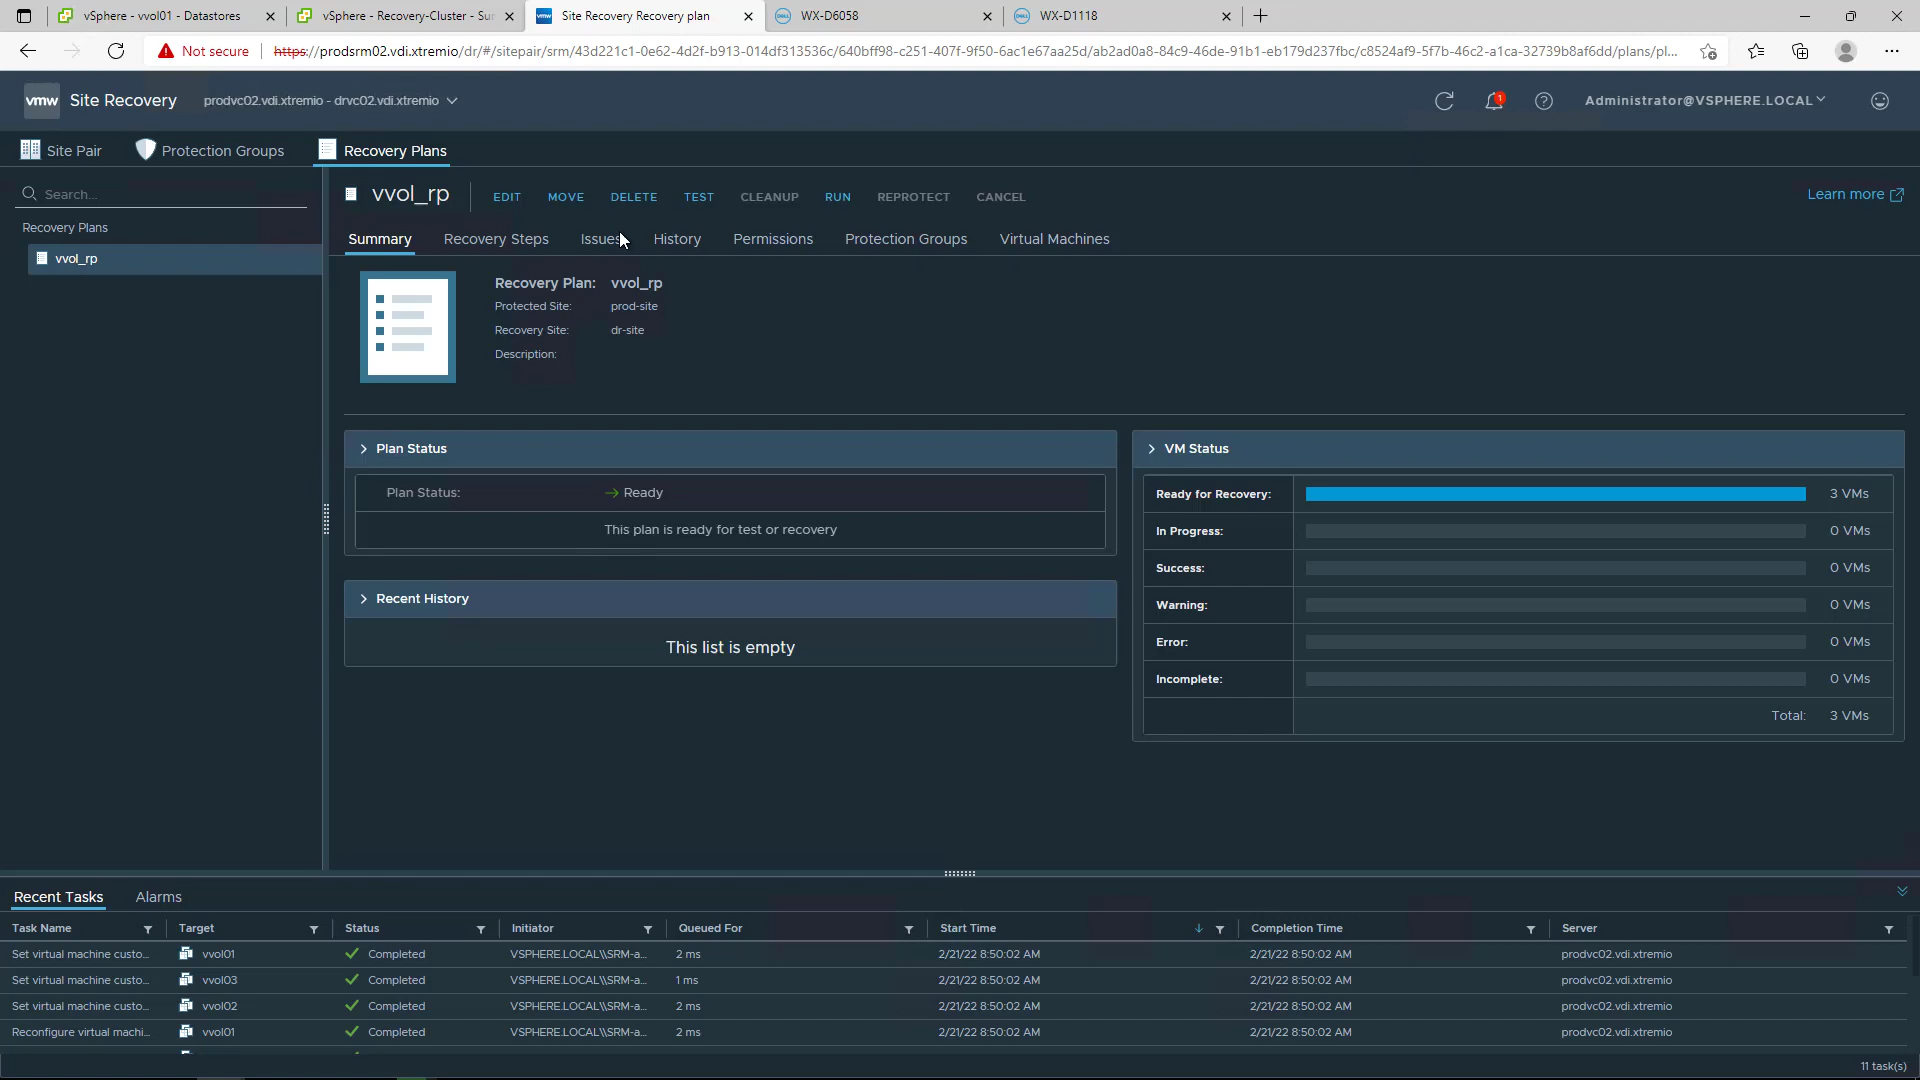 vSphere - vvol01 - Datastores
vSphere - Recovery-Cluster - Sur
Site Recovery Recovery plan
WX-D6058
WX-D1118
Not secure
https://prodsrm02.vdi.xtremio/dr/#/sitepair/srm/43d221c1-0e62-4d2f-b913-014df313536c/640bff98-c251-407f-9f50-6ac1e67aa25d/ab2ad0a8-84c9-46de-91b1-eb179d237fbc/c8524af9-5f7b-46c2-a1ca-32739b8af6dd/plans/pl...
vmw Site Recovery prodvc02.vdi.xtremio - drvc02.vdi.xtremio
1
Administrator@VSPHERE.LOCAL
Site Pair Protection Groups Recovery Plans
Search...
Recovery Plans
vvol_rp
vvol_rp EDIT MOVE DELETE TEST CLEANUP RUN REPROTECT CANCEL
Learn more
Summary Recovery Steps Issues History Permissions Protection Groups Virtual Machines
Recovery Plan: vvol_rp
Protected Site: prod-site
Recovery Site: dr-site
Description:
Plan Status
Plan Status: Ready
This plan is ready for test or recovery
Recent History
This list is empty
VM Status
Ready for Recovery: 3 VMs
In Progress: 0 VMs
Success: 0 VMs
Warning: 0 VMs
Error: 0 VMs
Incomplete: 0 VMs
Total: 3 VMs
Recent Tasks Alarms
Task Name Target Status Initiator Queued For Start Time Completion Time Server
Set virtual machine custo... vvol01 Completed VSPHERE.LOCAL\\SRM-a... 2 ms 2/21/22 8:50:02 AM 2/21/22 8:50:02 AM prodvc02.vdi.xtremio
Set virtual machine custo... vvol03 Completed VSPHERE.LOCAL\\SRM-a... 1 ms 2/21/22 8:50:02 AM 2/21/22 8:50:02 AM prodvc02.vdi.xtremio
Set virtual machine custo... vvol02 Completed VSPHERE.LOCAL\\SRM-a... 2 ms 2/21/22 8:50:02 AM 2/21/22 8:50:02 AM prodvc02.vdi.xtremio
Reconfigure virtual machi... vvol01 Completed VSPHERE.LOCAL\\SRM-a... 2 ms 2/21/22 8:50:02 AM 2/21/22 8:50:02 AM prodvc02.vdi.xtremio
11 task(s)